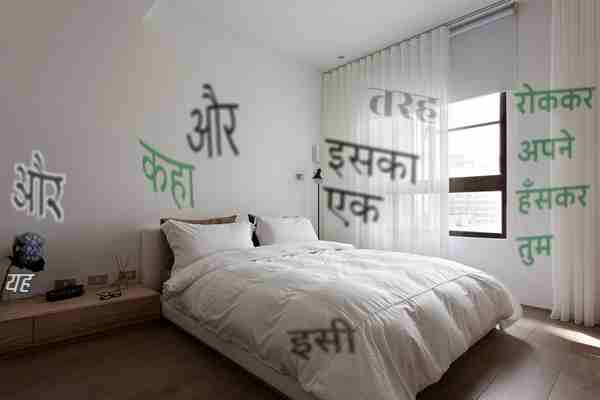 तरह
रोककर
अपने
हँसकर
तुम
और
कहा
इसका
एक
और
यह
इसी